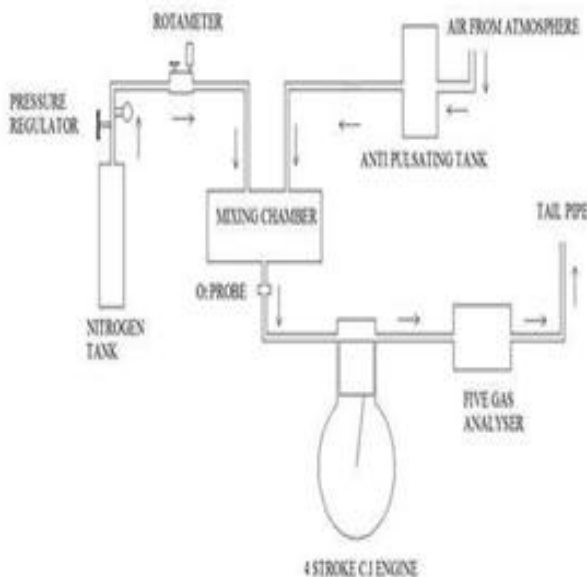 ROTAMETER
AIR FROM ATMOSPHERE
PRESSURE
REGULATOR
ANTI PULSATING TANK
MIXING CHAMBER
TAIL PIPE
O₂ PROBE
NITROGEN
TANK
FIVE GAS
ANALYSER
4 STROKE C.I ENGINE